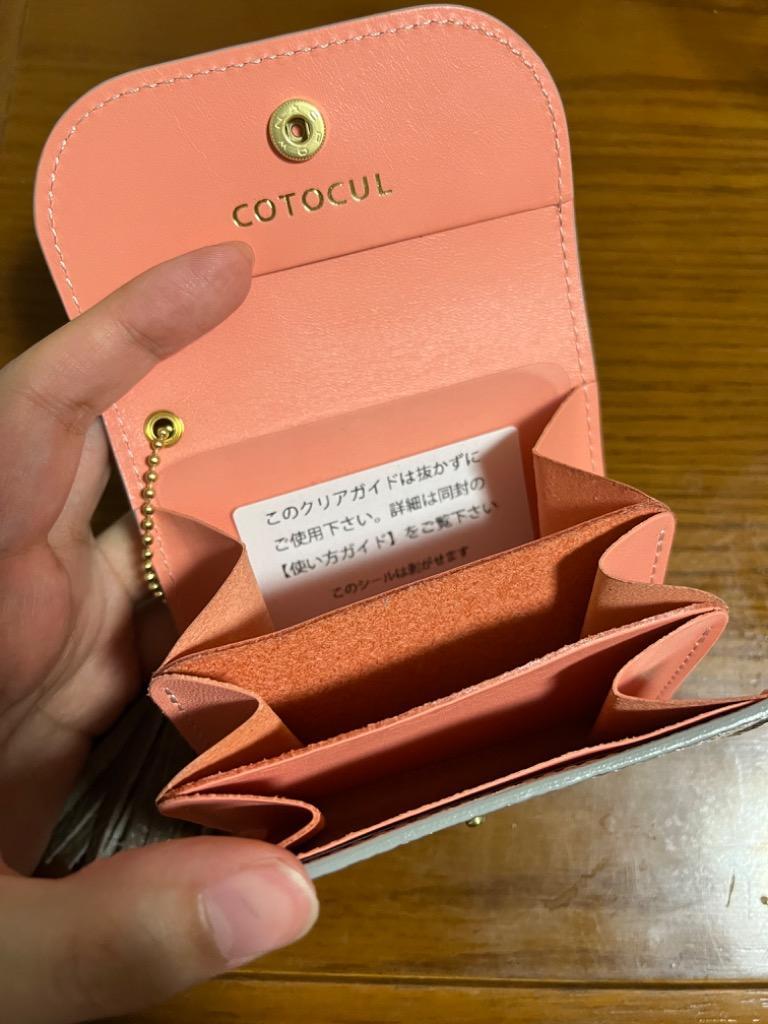 COTOCUL
このクリアガイドは抜かずに
ご使用下さい。詳細は同封の
【使い方ガイド】をご覧下さい
このシールは剥がせます